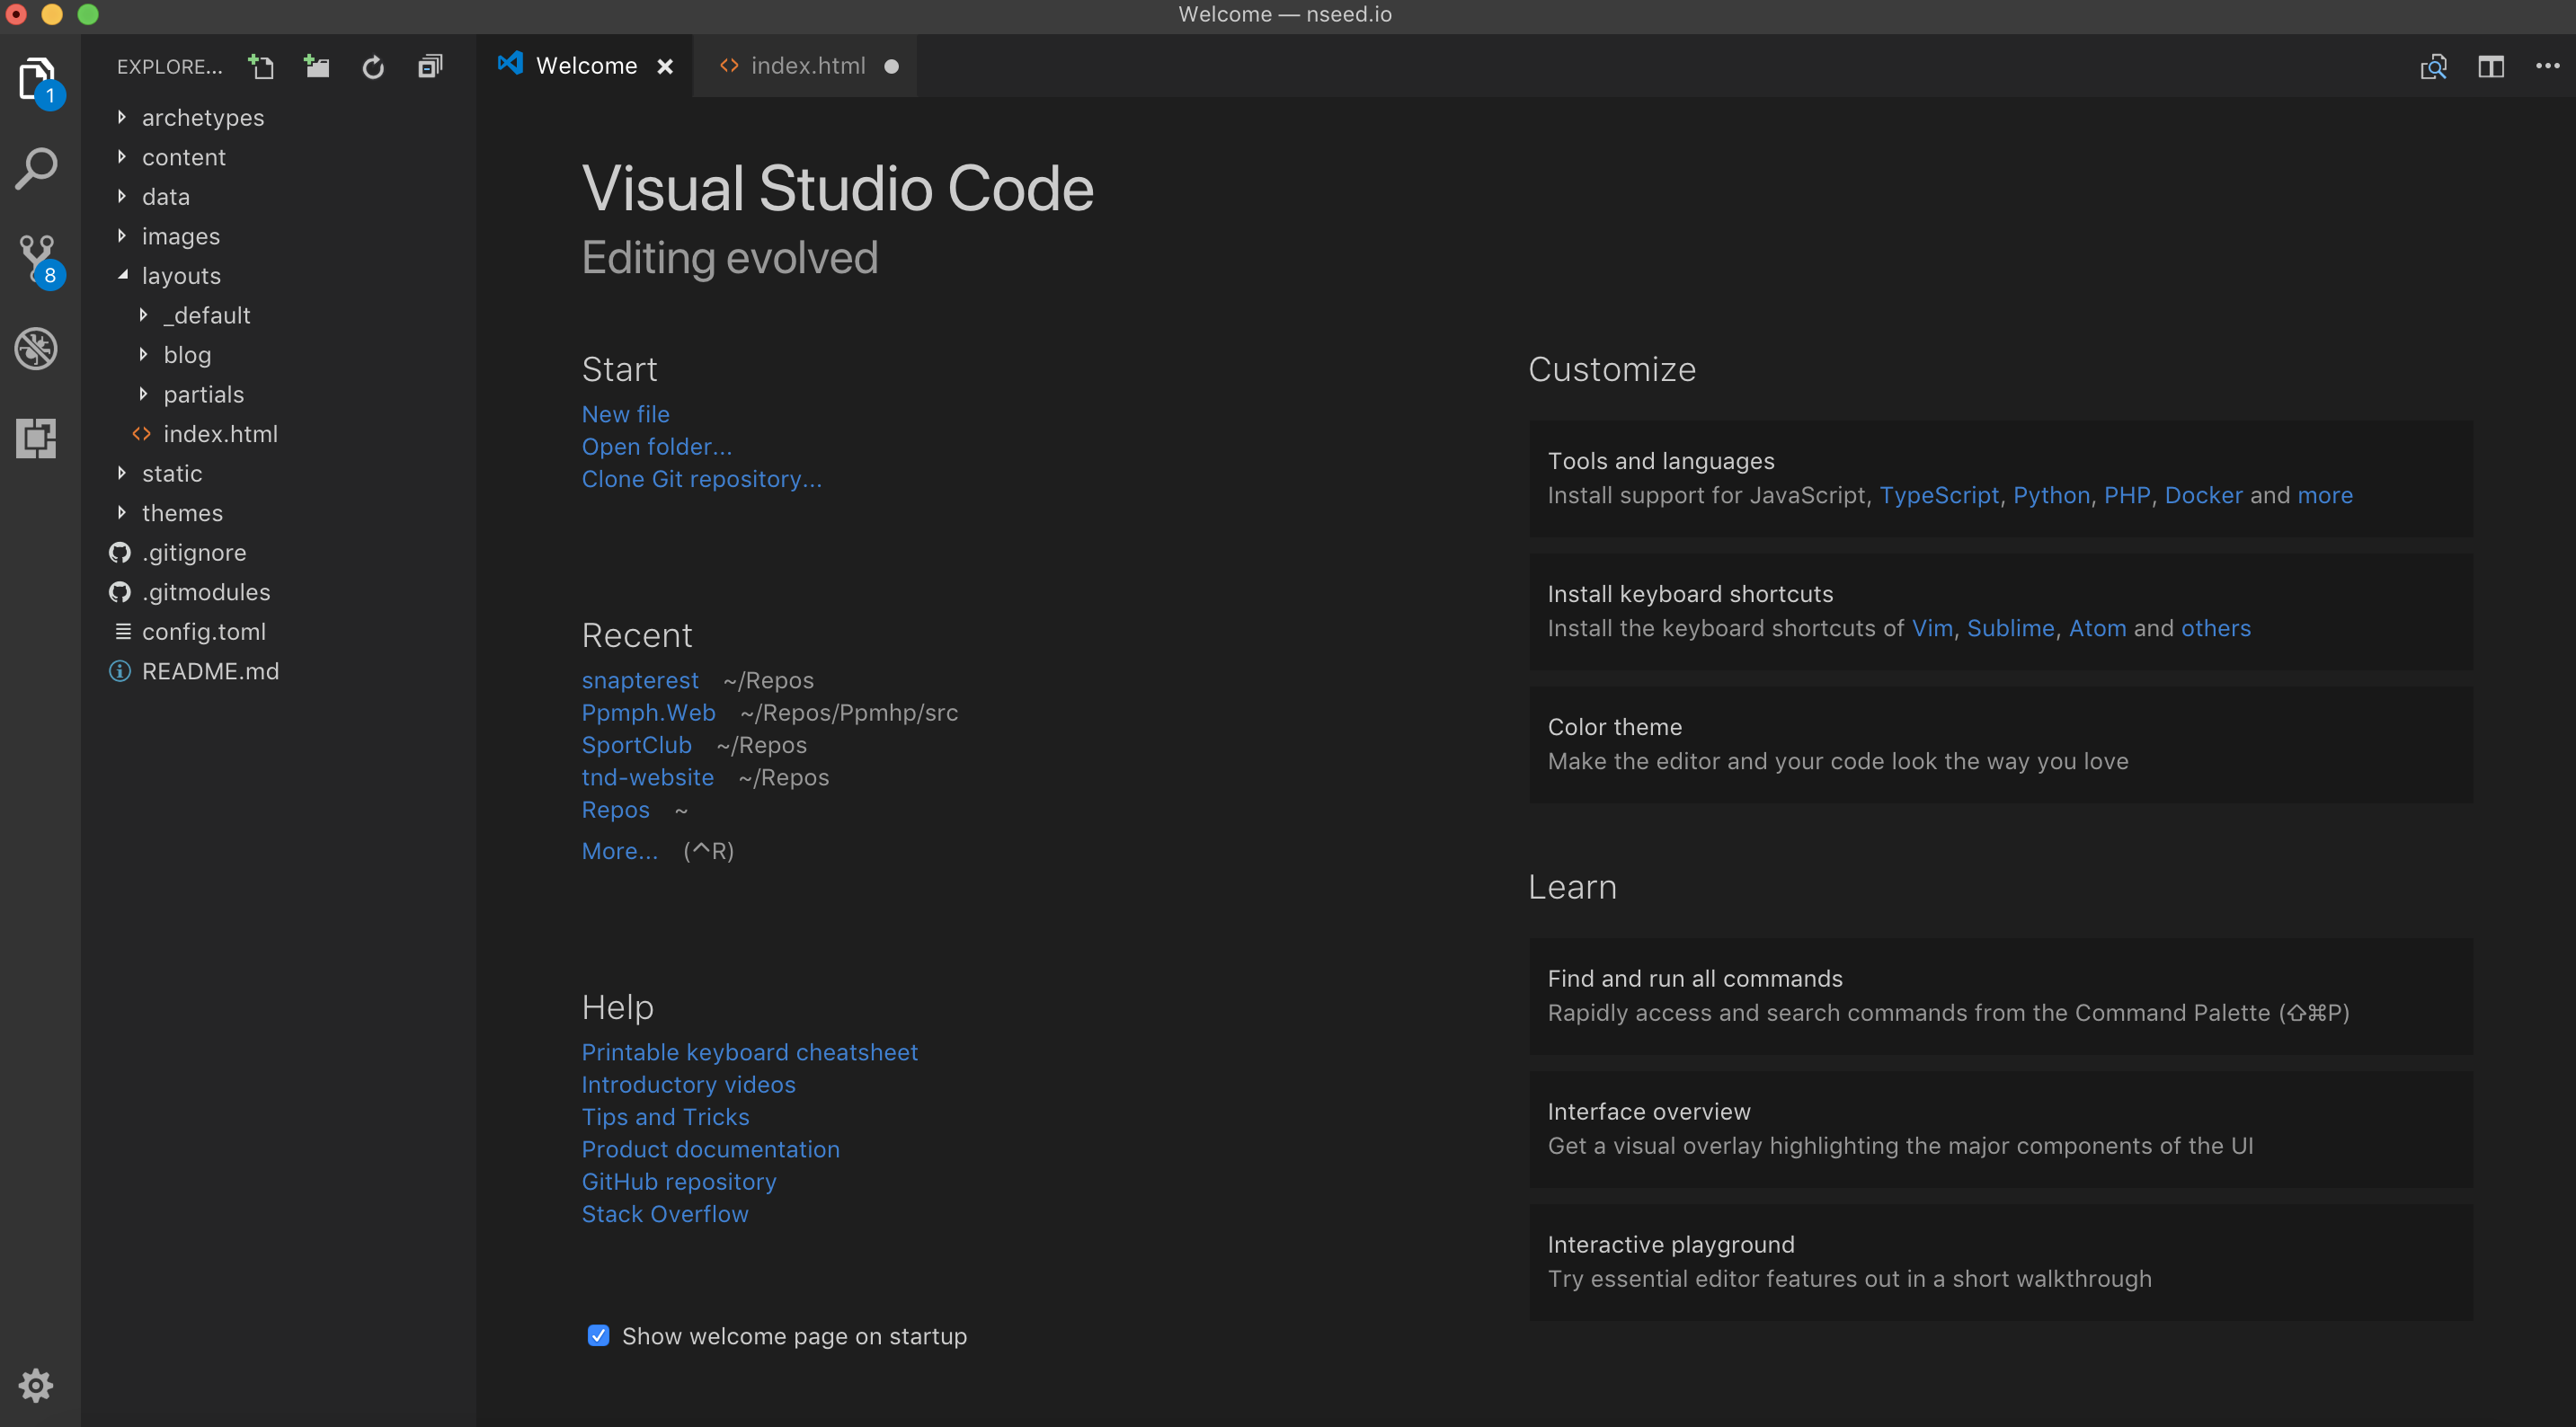 Welcome — nseed.io
EXPLORE...
Welcome
index.html
1
8
archetypes
content
data
images
layouts
_default
blog
partials
index.html
static
themes
.gitignore
.gitmodules
config.toml
README.md
Visual Studio Code
Editing evolved
Start
New file
Open folder...
Clone Git repository...
Recent
snapterest ~/Repos
Ppmph.Web ~/Repos/Ppmhp/src
SportClub ~/Repos
tnd-website ~/Repos
Repos ~
More... (^R)
Help
Printable keyboard cheatsheet
Introductory videos
Tips and Tricks
Product documentation
GitHub repository
Stack Overflow
Show welcome page on startup
Customize
Tools and languages
Install support for JavaScript, TypeScript, Python, PHP, Docker and more
Install keyboard shortcuts
Install the keyboard shortcuts of Vim, Sublime, Atom and others
Color theme
Make the editor and your code look the way you love
Learn
Find and run all commands
Rapidly access and search commands from the Command Palette (⇧⌘P)
Interface overview
Get a visual overlay highlighting the major components of the UI
Interactive playground
Try essential editor features out in a short walkthrough